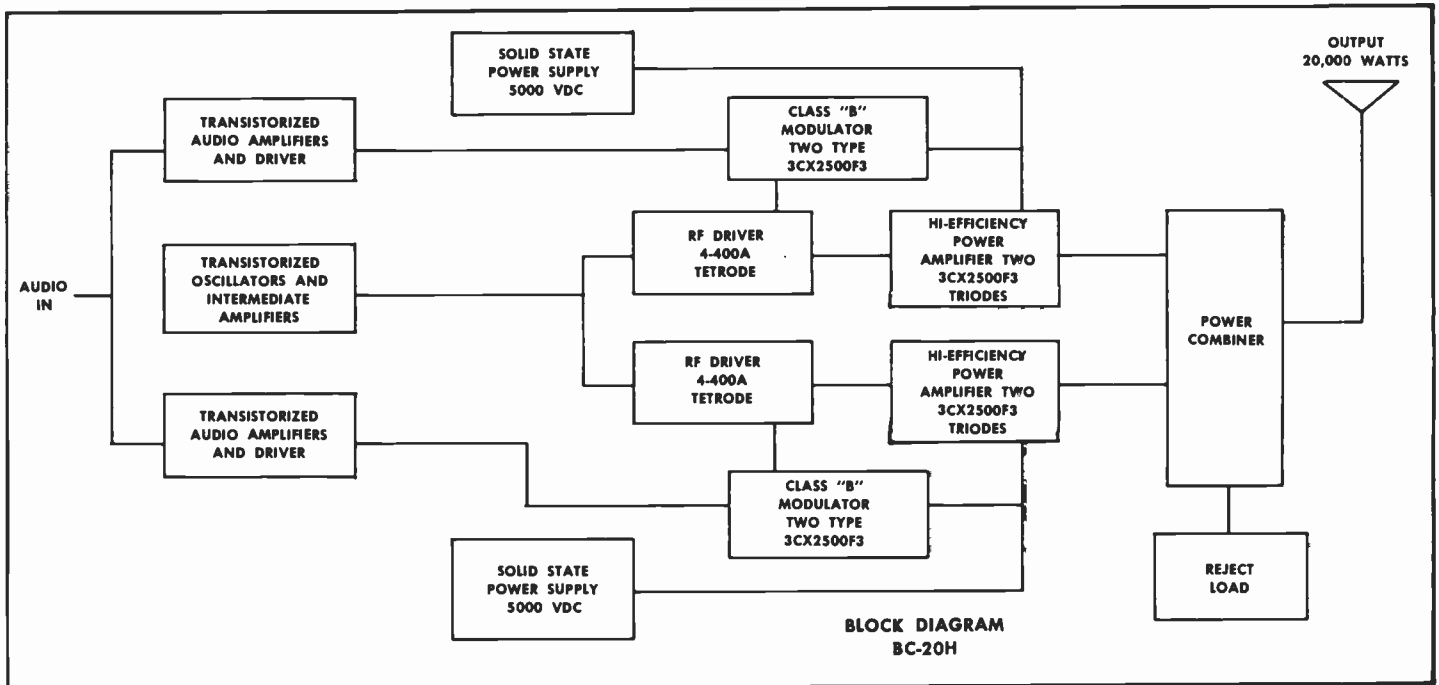 SOLID STATE
POWER SUPPLY
5000 VDC
OUTPUT
20,000 WATTS
TRANSISTORIZED
AUDIO AMPLIFIERS
AND DRIVER
CLASS "B"
MODULATOR
TWO TYPE
3CX2500F3
RF DRIVER
4-400A
TETRODE
HI-EFFICIENCY
POWER
AMPLIFIER TWO
3CX2500F3
TRIODES
AUDIO
IN
TRANSISTORIZED
OSCILLATORS AND
INTERMEDIATE
AMPLIFIERS
POWER
COMBINER
RF DRIVER
4-400A
TETRODE
HI-EFFICIENCY
POWER
AMPLIFIER TWO
3CX2500F3
TRIODES
TRANSISTORIZED
AUDIO AMPLIFIERS
AND DRIVER
CLASS "B"
MODULATOR
TWO TYPE
3CX2500F3
SOLID STATE
POWER SUPPLY
5000 VDC
REJECT
LOAD
BLOCK DIAGRAM
BC-20H